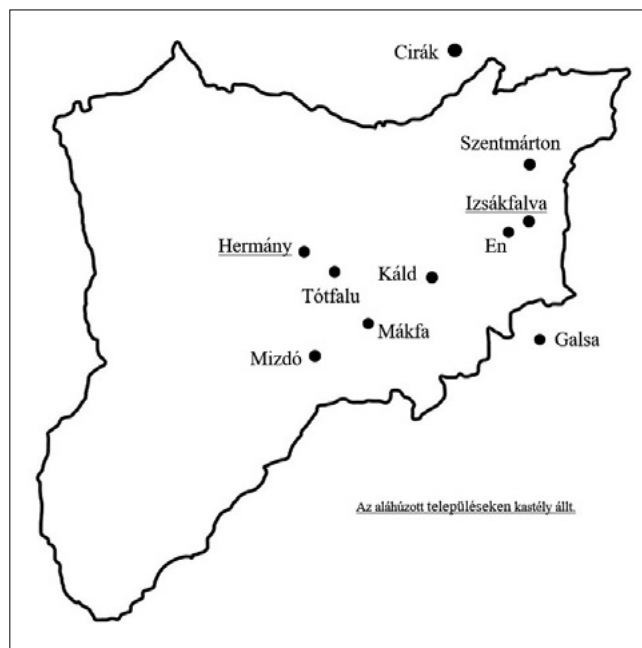 Cirák
Szentmárton
Izsákfalva
En
Hermány
Káld
Tótfalu
Mákfa
Galsa
Mizdó
Az aláhúzott településeken kastély állt.